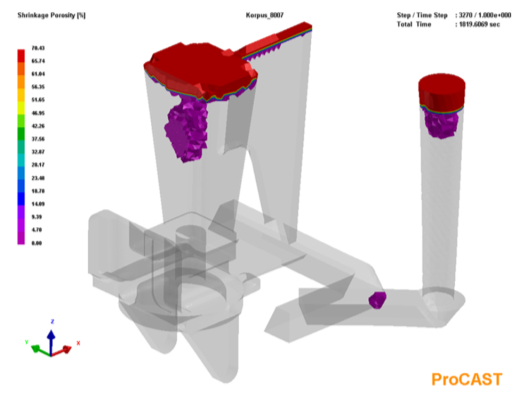 Shrinkage Porosity [%]
Korpus_0007
Step / Time Step : 3270 / 1.000e+000
Total Time : 1819.6069 sec
70.43
65.74
61.04
56.35
51.65
46.95
42.26
37.56
32.87
28.17
23.48
18.78
14.09
9.39
4.70
0.00
Z
Y
X
ProCAST